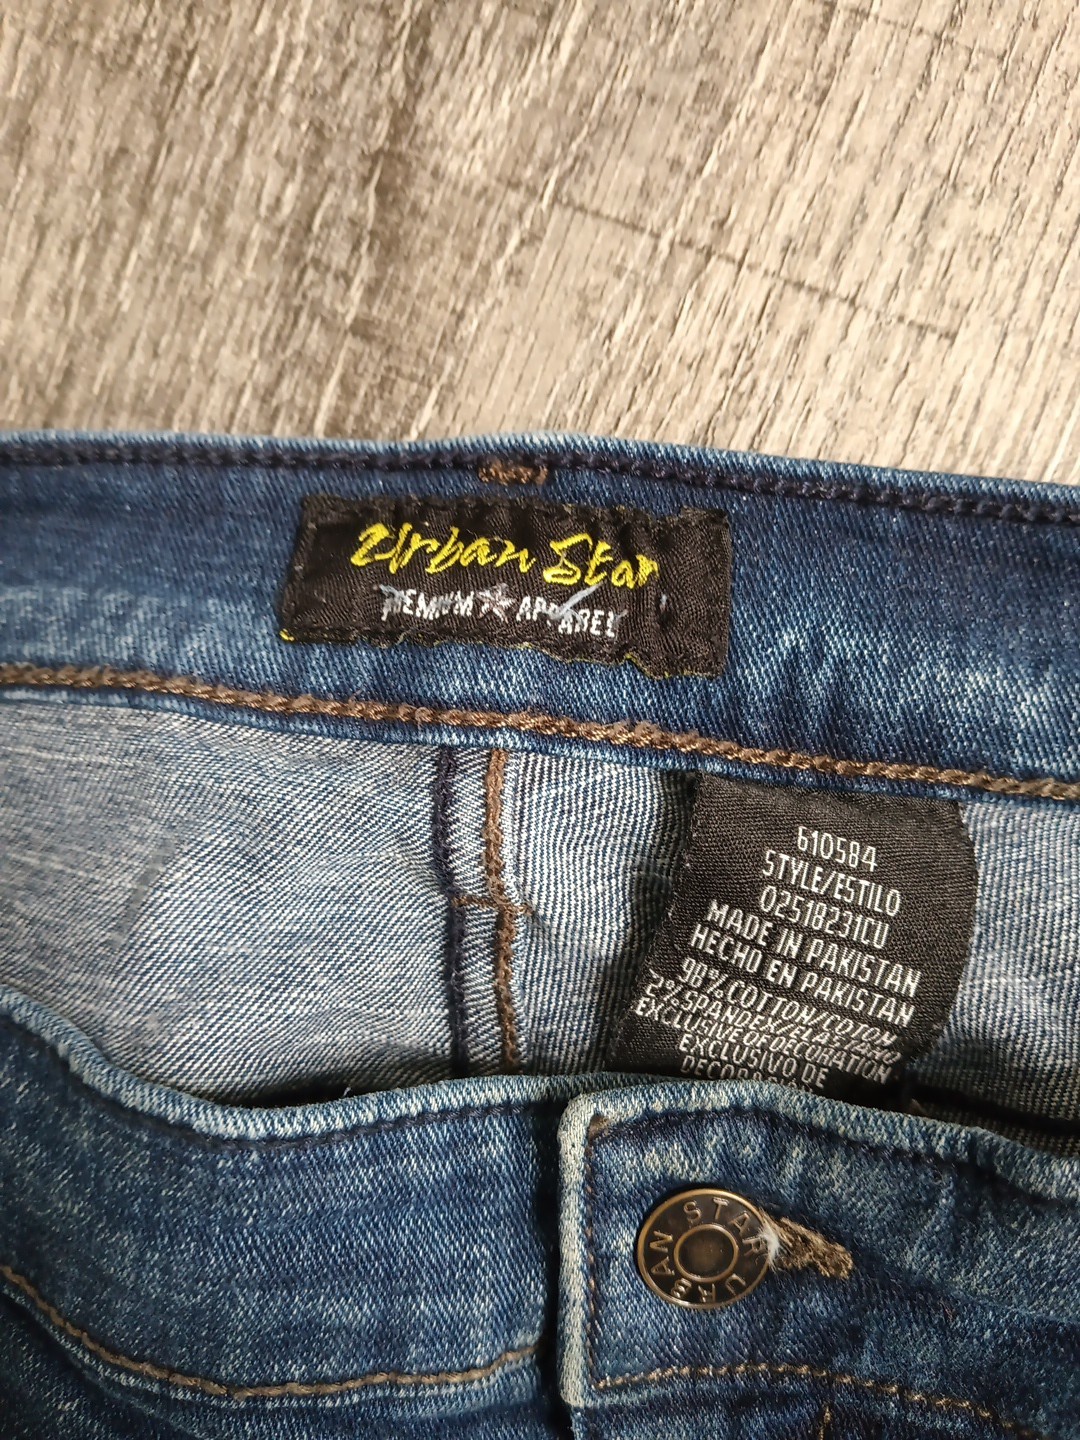 Urban Star
PREMIUM APPAREL
610584
STYLE/ESTILO
02518231CU
MADE IN PAKISTAN
HECHO EN PAKISTAN
98% COTTON/COTON
2% SPANDEX/ELASTANO
EXCLUSIVE OF DECORATION
EXCLUSIVO DE
URBAN STAR